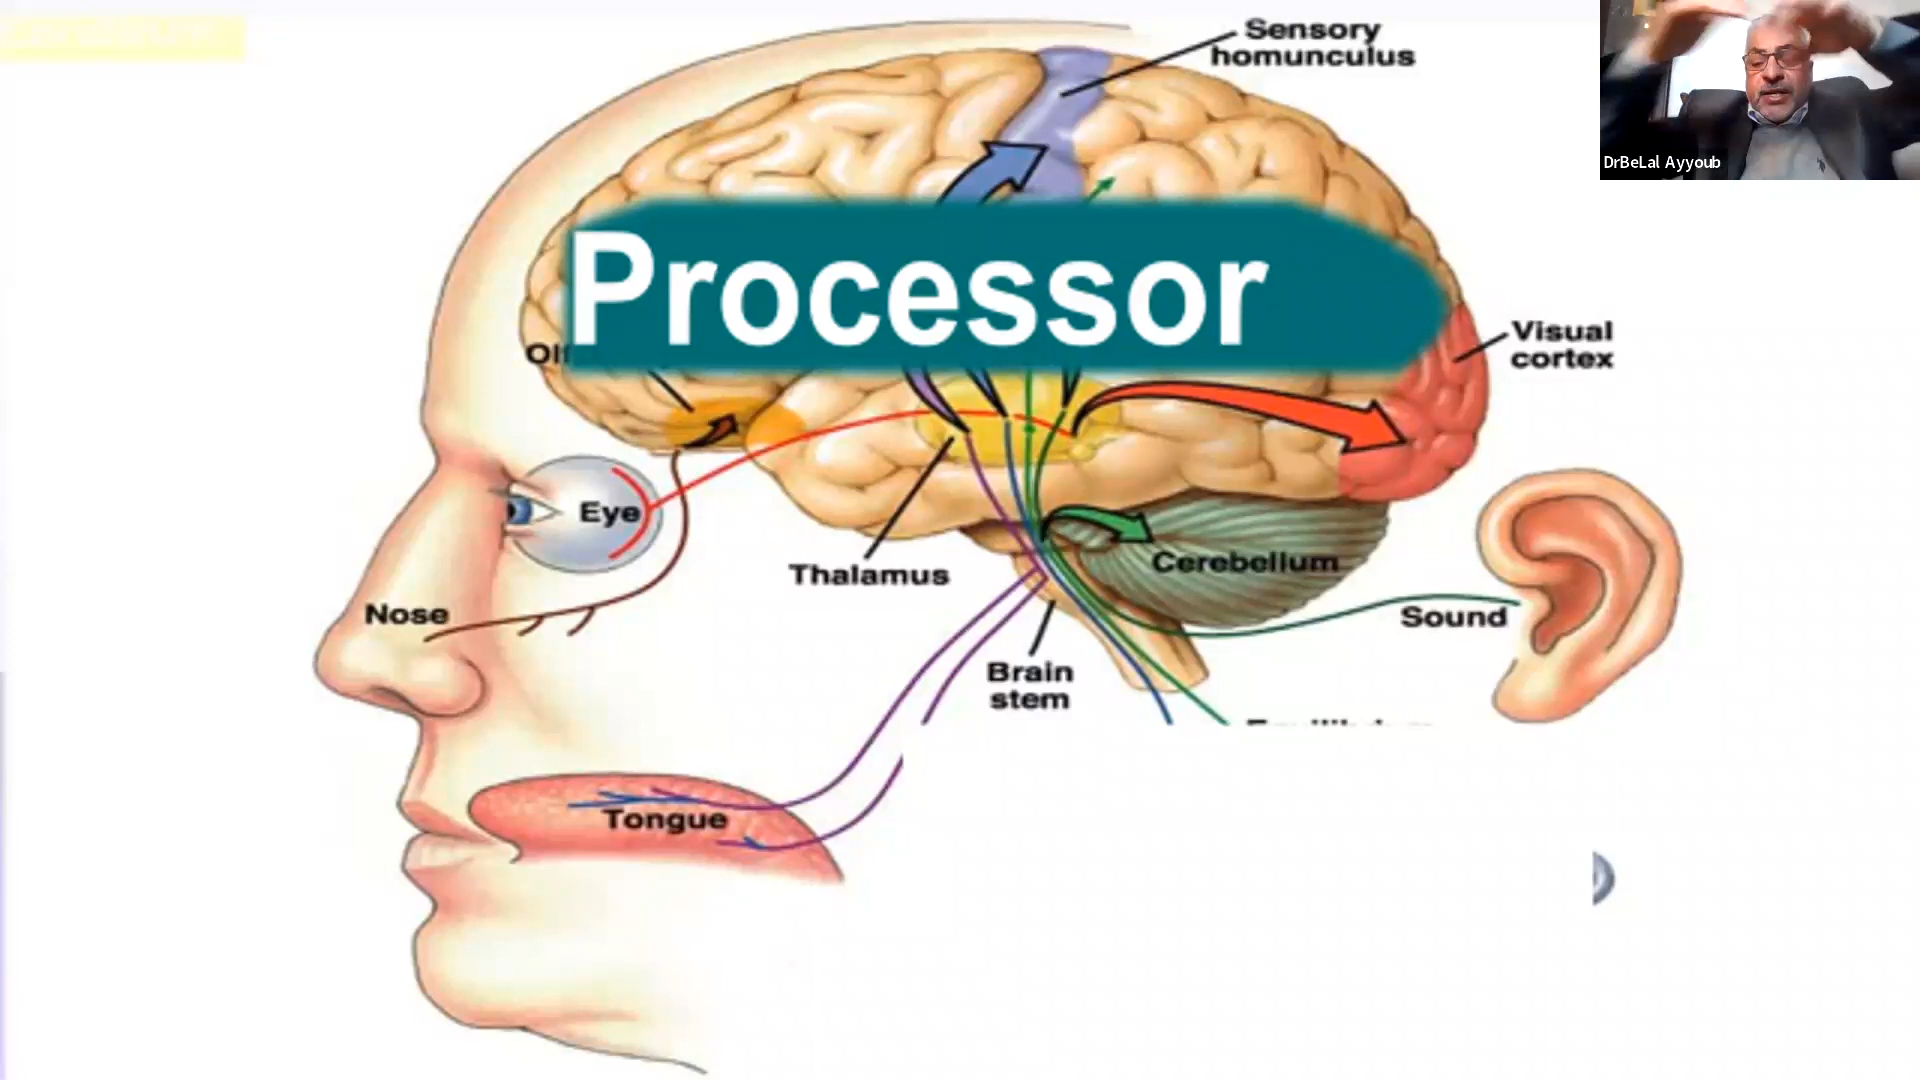 Sensory
homunculus
DrBeLal Ayyoub
Processor
Visual
cortex
Eye
Thalamus
Cerebellum
Nose
Sound
Brain
stem
Tongue